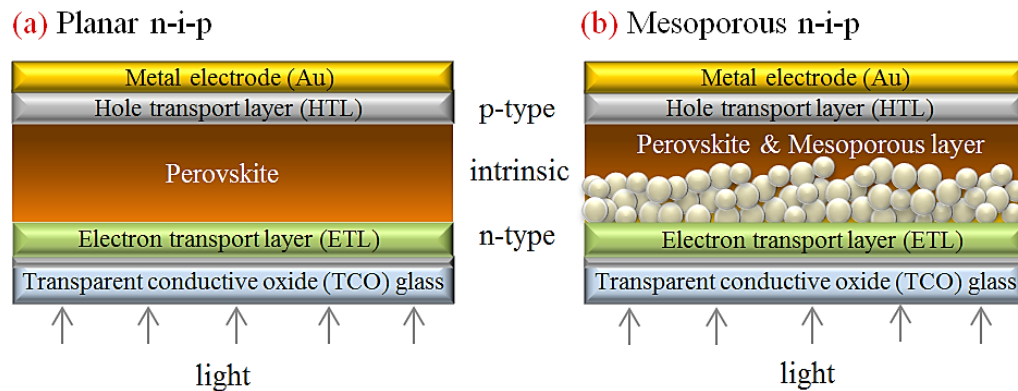 (a) Planar n-i-p
Metal electrode (Au)
Hole transport layer (HTL)
Perovskite
Electron transport layer (ETL)
Transparent conductive oxide (TCO) glass
light
p-type
intrinsic
n-type
(b) Mesoporous n-i-p
Metal electrode (Au)
Hole transport layer (HTL)
Perovskite & Mesoporous layer
Electron transport layer (ETL)
Transparent conductive oxide (TCO) glass
light